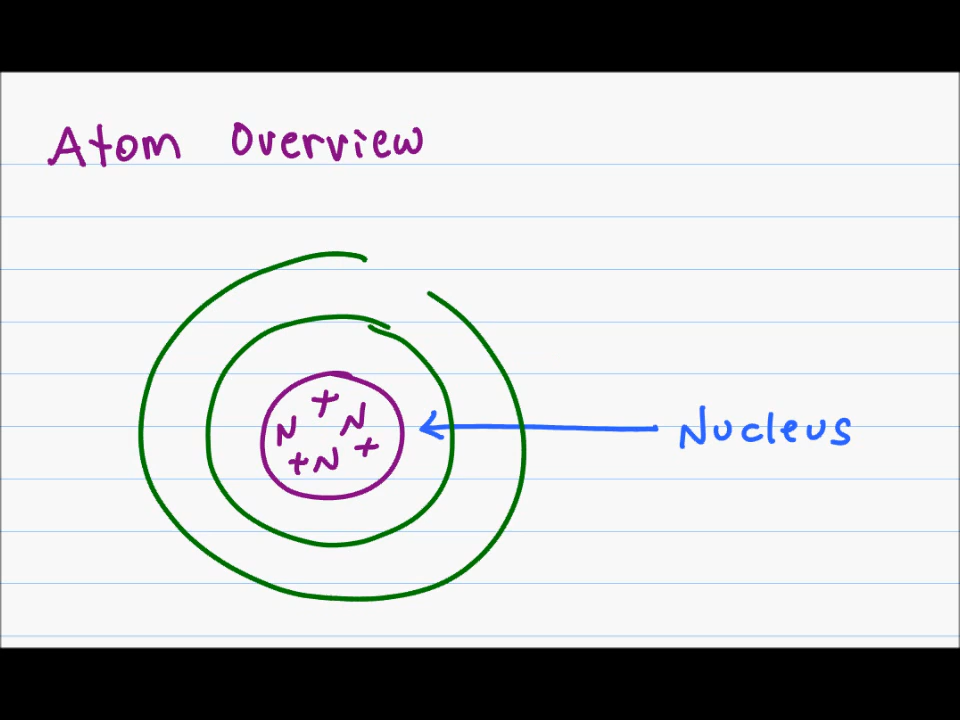 Atom Overview
+
N N
+ N +
Nucleus